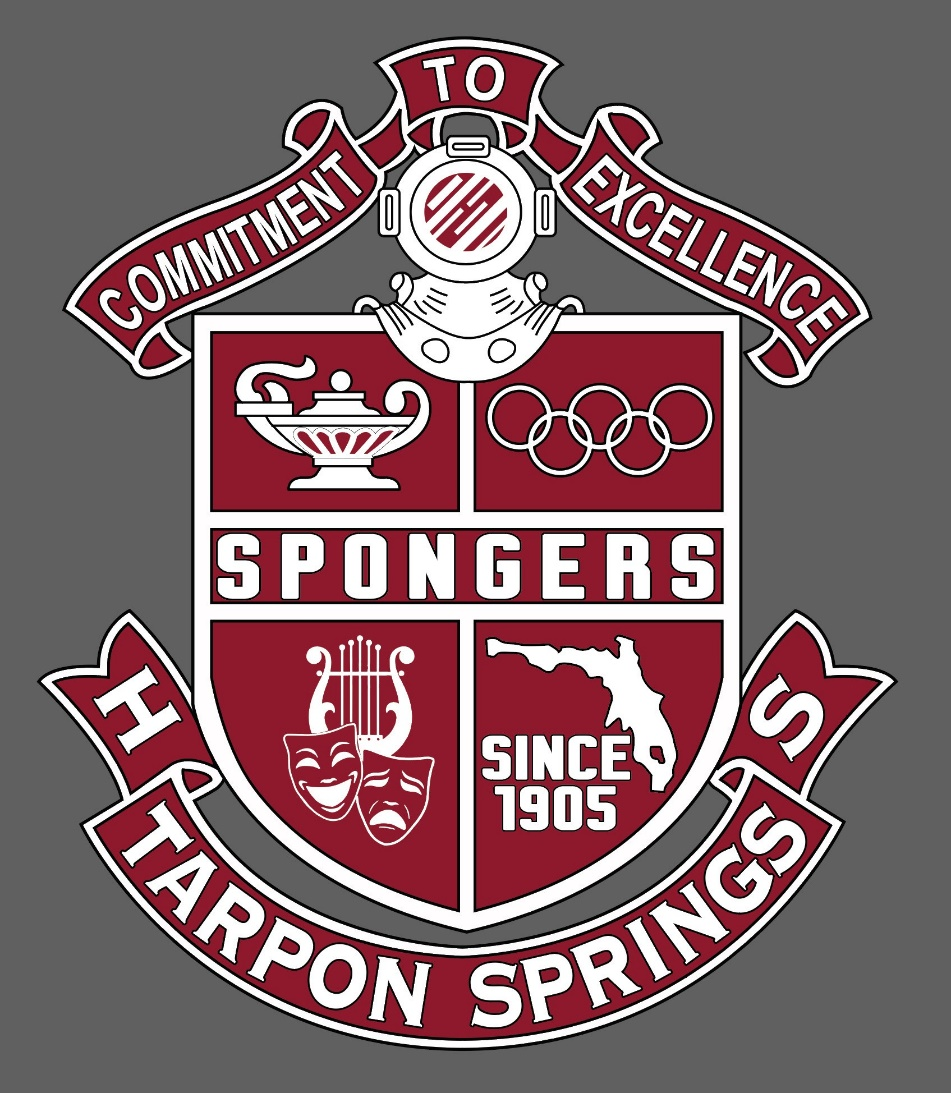 COMMITMENT TO EXCELLENCE
SPONGERS
SINCE
1905
H S
TARPON SPRINGS